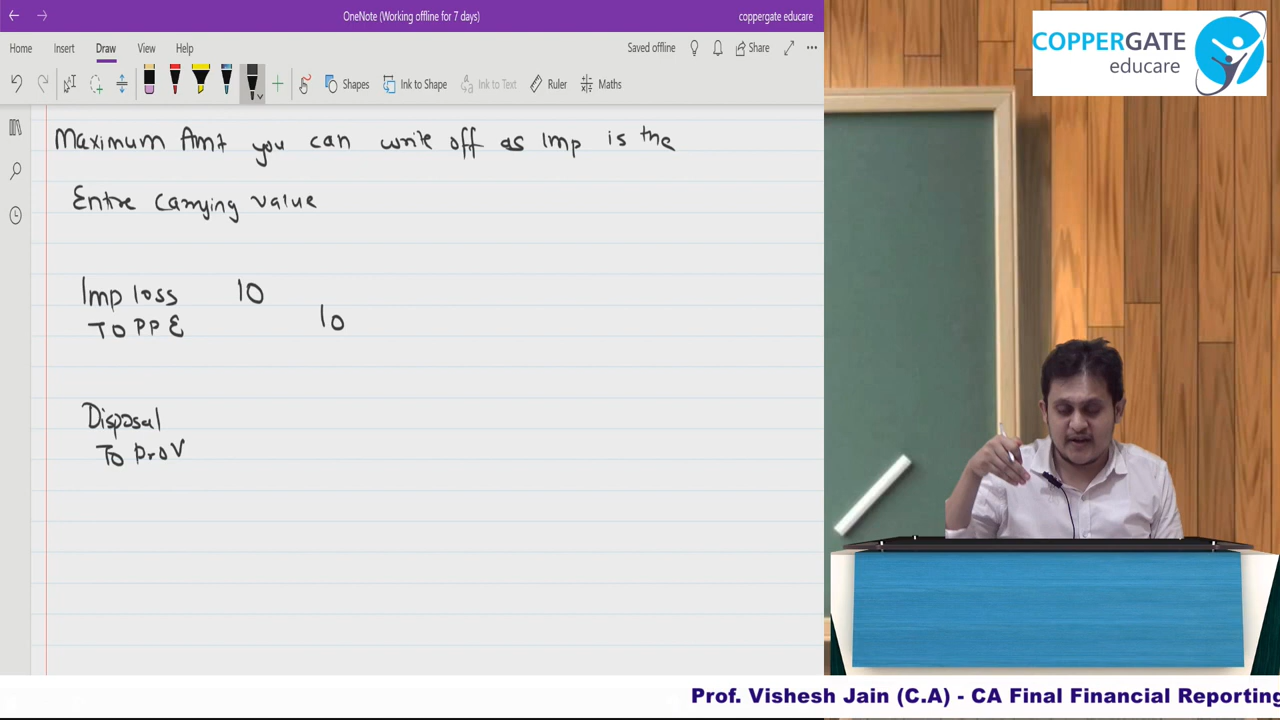 OneNote (Working offline for 7 days)
coppergate educare
Home Insert Draw View Help
Saved offline
Share
Shapes
Ink to Shape
Ink to Text
Ruler
Maths
Maximum Amt you can write off as Imp is the
Entire carrying value
Imp loss 10
To PPE 10
Disposal
To Prov
COPPERGATE
educare
Prof. Vishesh Jain (C.A) - CA Final Financial Reporting